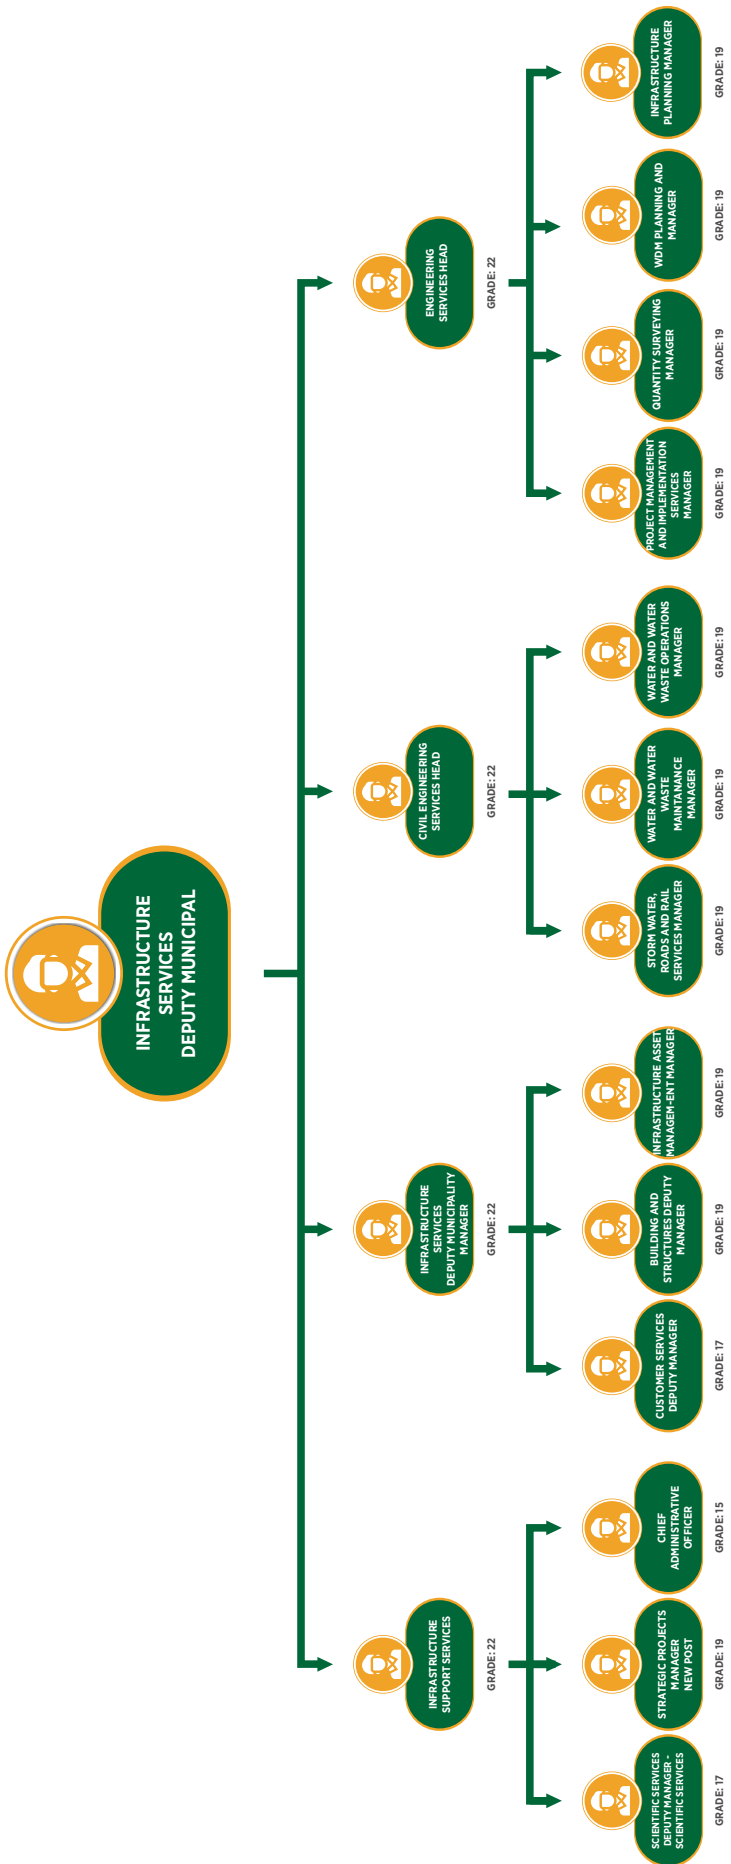 INFRASTRUCTURE
SERVICES
DEPUTY MUNICIPAL
INFRASTRUCTURE
SUPPORT SERVICES
GRADE: 22
INFRASTRUCTURE
SERVICES
DEPUTY MUNICIPALITY
MANAGER
GRADE: 22
CIVIL ENGINEERING
SERVICES HEAD
GRADE: 22
ENGINEERING
SERVICES HEAD
GRADE: 22
SCIENTIFIC SERVICES
DEPUTY MANAGER -
SCIENTIFIC SERVICES
GRADE: 17
STRATEGIC PROJECTS
MANAGER
NEW POST
GRADE: 19
CHIEF
ADMINISTRATIVE
OFFICER
GRADE: 15
CUSTOMER SERVICES
DEPUTY MANAGER
GRADE: 17
BUILDING AND
STRUCTURES DEPUTY
MANAGER
GRADE: 19
INFRASTRUCTURE ASSET
MANAGEM-ENT MANAGER
GRADE: 19
STORM WATER,
ROADS AND RAIL
SERVICES MANAGER
GRADE: 19
WATER AND WATER
WASTE
MAINTANANCE
MANAGER
GRADE: 19
WATER AND WATER
WASTE OPERATIONS
MANAGER
GRADE: 19
PROJECT MANAGEMENT
AND IMPLEMENTATION
SERVICES
MANAGER
GRADE: 19
QUANTITY SURVEYING
MANAGER
GRADE: 19
WDM PLANNING AND
MANAGER
GRADE: 19
INFRASTRUCTURE
PLANNING MANAGER
GRADE: 19